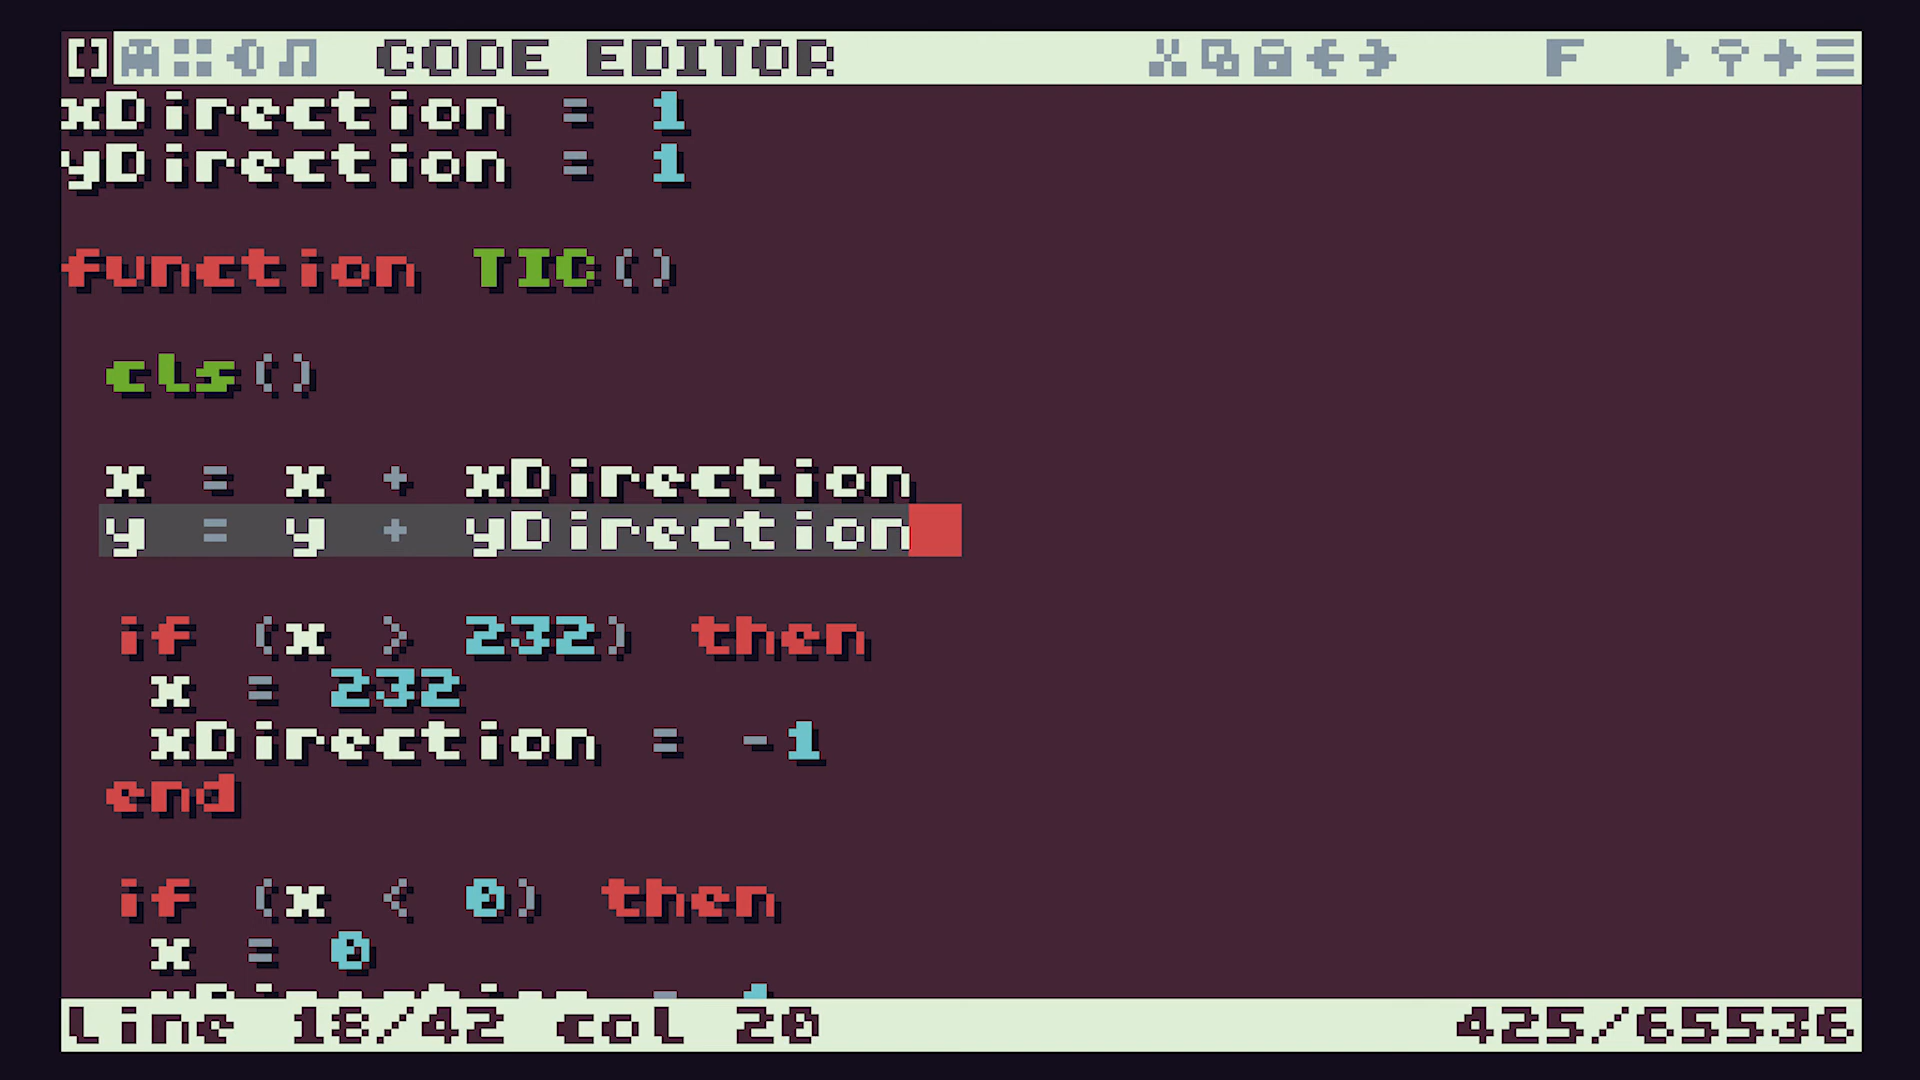 [] CODE EDITOR F
xDirection = 1
yDirection = 1
function TIC()
cls()
x = x + xDirection
y = y + yDirection
if (x > 232) then
x = 232
xDirection = -1
end
if (x < 0) then
x = 0
line 18/42 col 20
425/65536